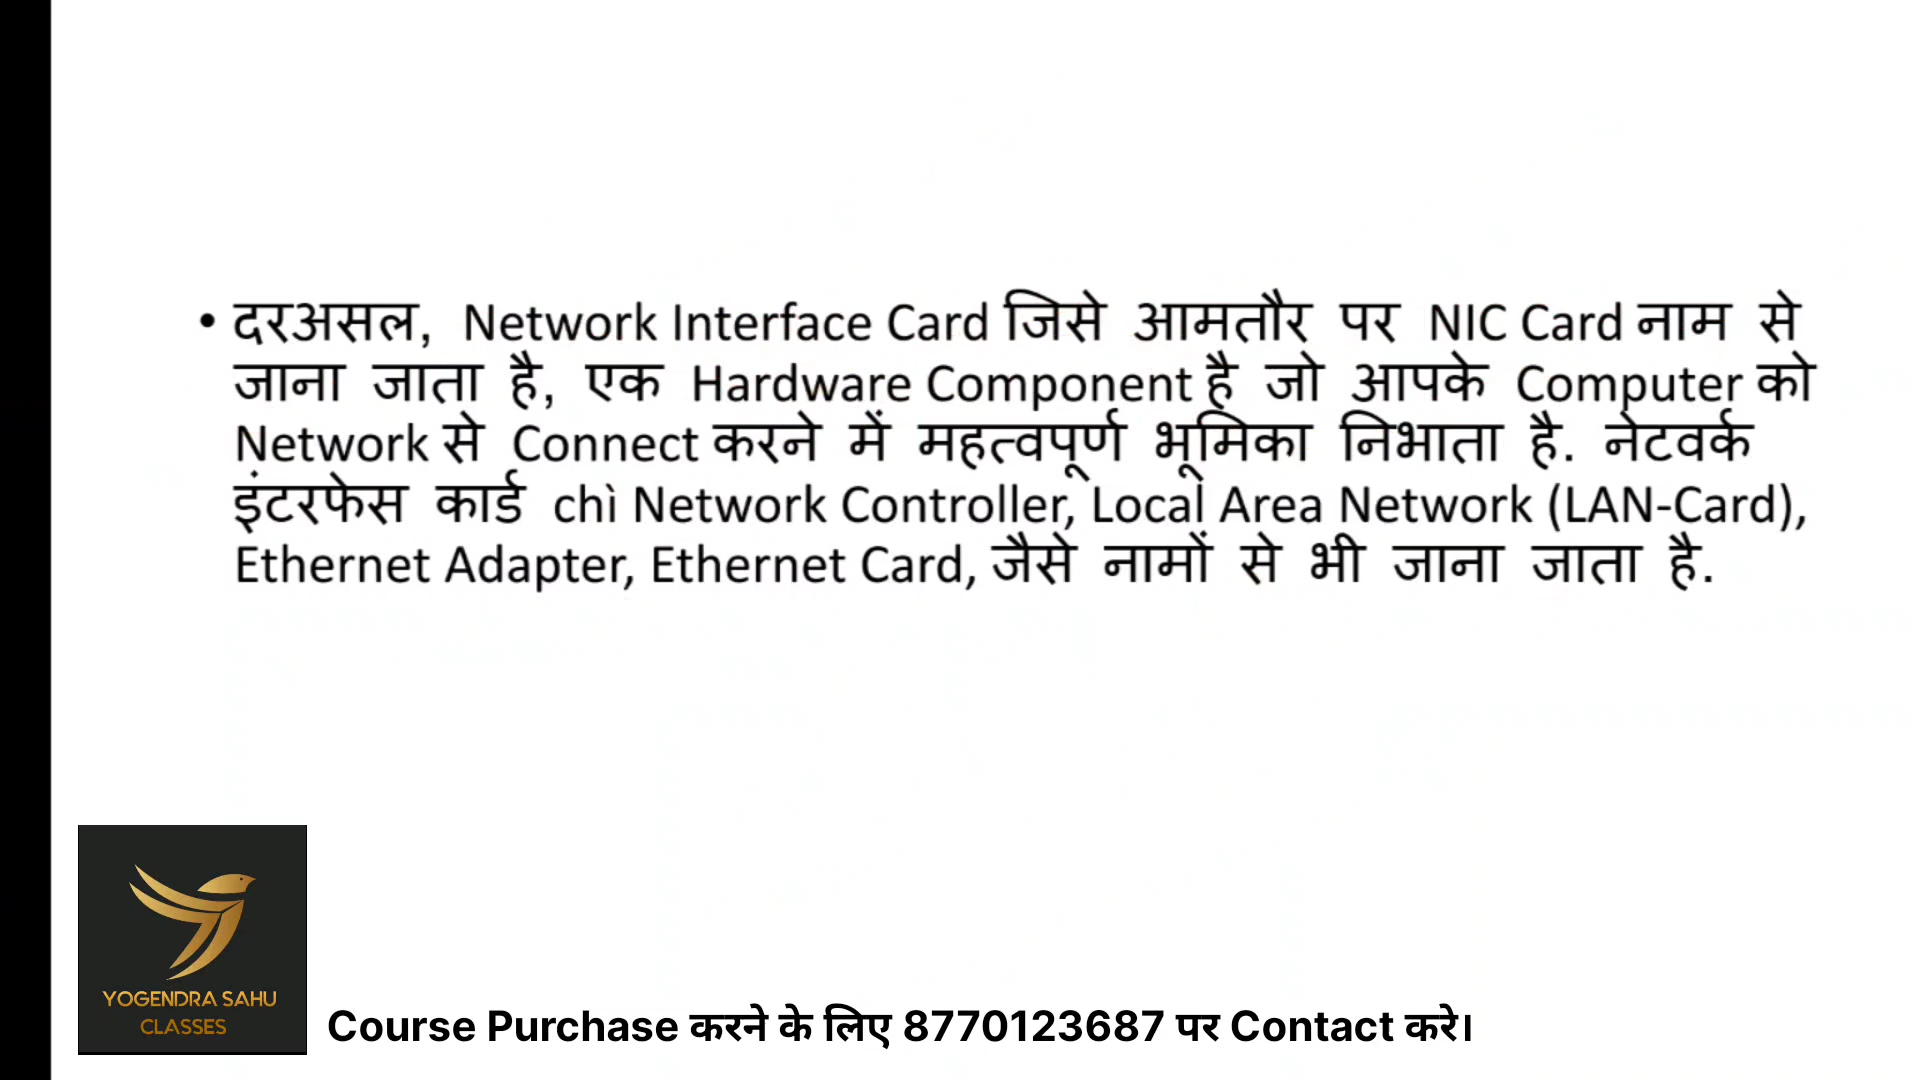 • दरअसल, Network Interface Card जिसे आमतौर पर NIC Card नाम से
जाना जाता है, एक Hardware Component है जो आपके Computer को
Network से Connect करने में महत्वपूर्ण भूमिका निभाता है. नेटवर्क
इंटरफेस कार्ड chì Network Controller, Local Area Network (LAN-Card),
Ethernet Adapter, Ethernet Card, जैसे नामों से भी जाना जाता है.
YOGENDRA SAHU
CLASSES
Course Purchase करने के लिए 8770123687 पर Contact करे।